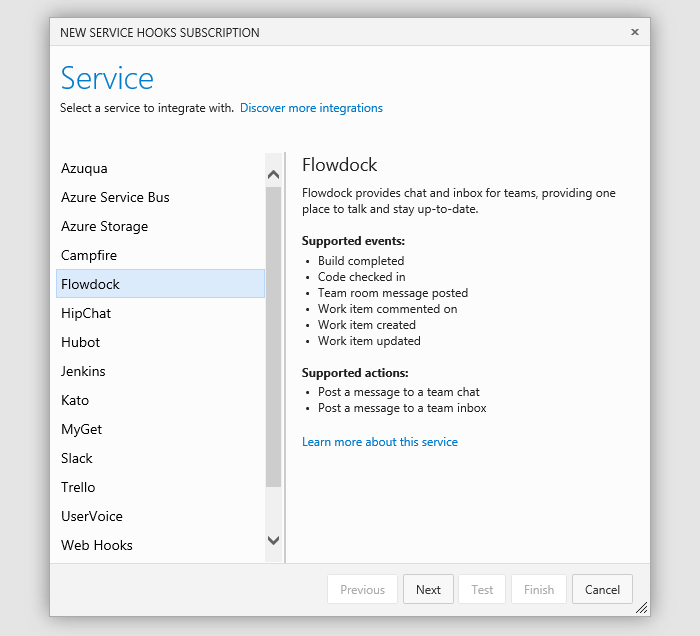 NEW SERVICE HOOKS SUBSCRIPTION
Service
Select a service to integrate with. Discover more integrations
Azuqua
Azure Service Bus
Azure Storage
Campfire
Flowdock
HipChat
Hubot
Jenkins
Kato
MyGet
Slack
Trello
UserVoice
Web Hooks
Flowdock
Flowdock provides chat and inbox for teams, providing one
place to talk and stay up-to-date.
Supported events:
• Build completed
• Code checked in
• Team room message posted
• Work item commented on
• Work item created
• Work item updated
Supported actions:
• Post a message to a team chat
• Post a message to a team inbox
Learn more about this service
Previous Next Test Finish Cancel